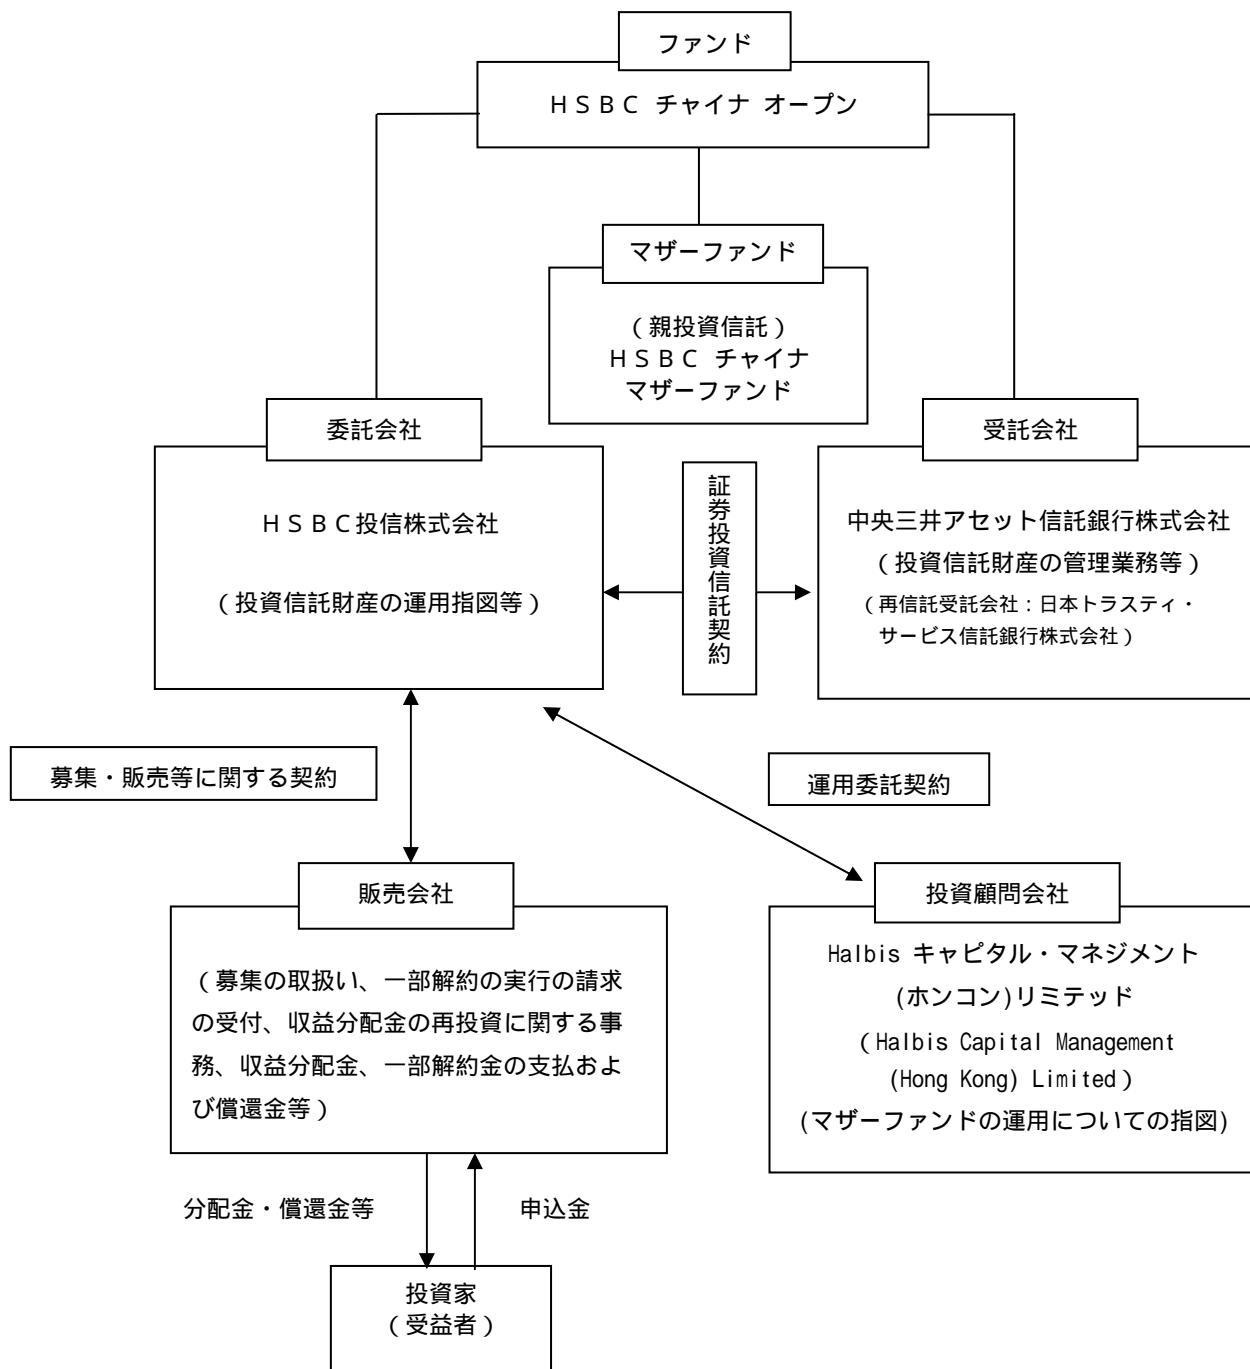 ファンド
ＨＳＢＣ チャイナ オープン
マザーファンド
（親投資信託）
ＨＳＢＣ チャイナ
マザーファンド
委託会社
ＨＳＢＣ投信株式会社
（投資信託財産の運用指図等）
証券投資信託契約
受託会社
中央三井アセット信託銀行株式会社
（投資信託財産の管理業務等）
（再信託受託会社：日本トラスティ・
サービス信託銀行株式会社）
募集・販売等に関する契約
運用委託契約
販売会社
（募集の取扱い、一部解約の実行の請求
の受付、収益分配金の再投資に関する事
務、収益分配金、一部解約金の支払およ
び償還金等）
投資顧問会社
Halbis キャピタル・マネジメント
(ホンコン)リミテッド
（Halbis Capital Management
(Hong Kong) Limited）
(マザーファンドの運用についての指図)
分配金・償還金等
申込金
投資家
（受益者）